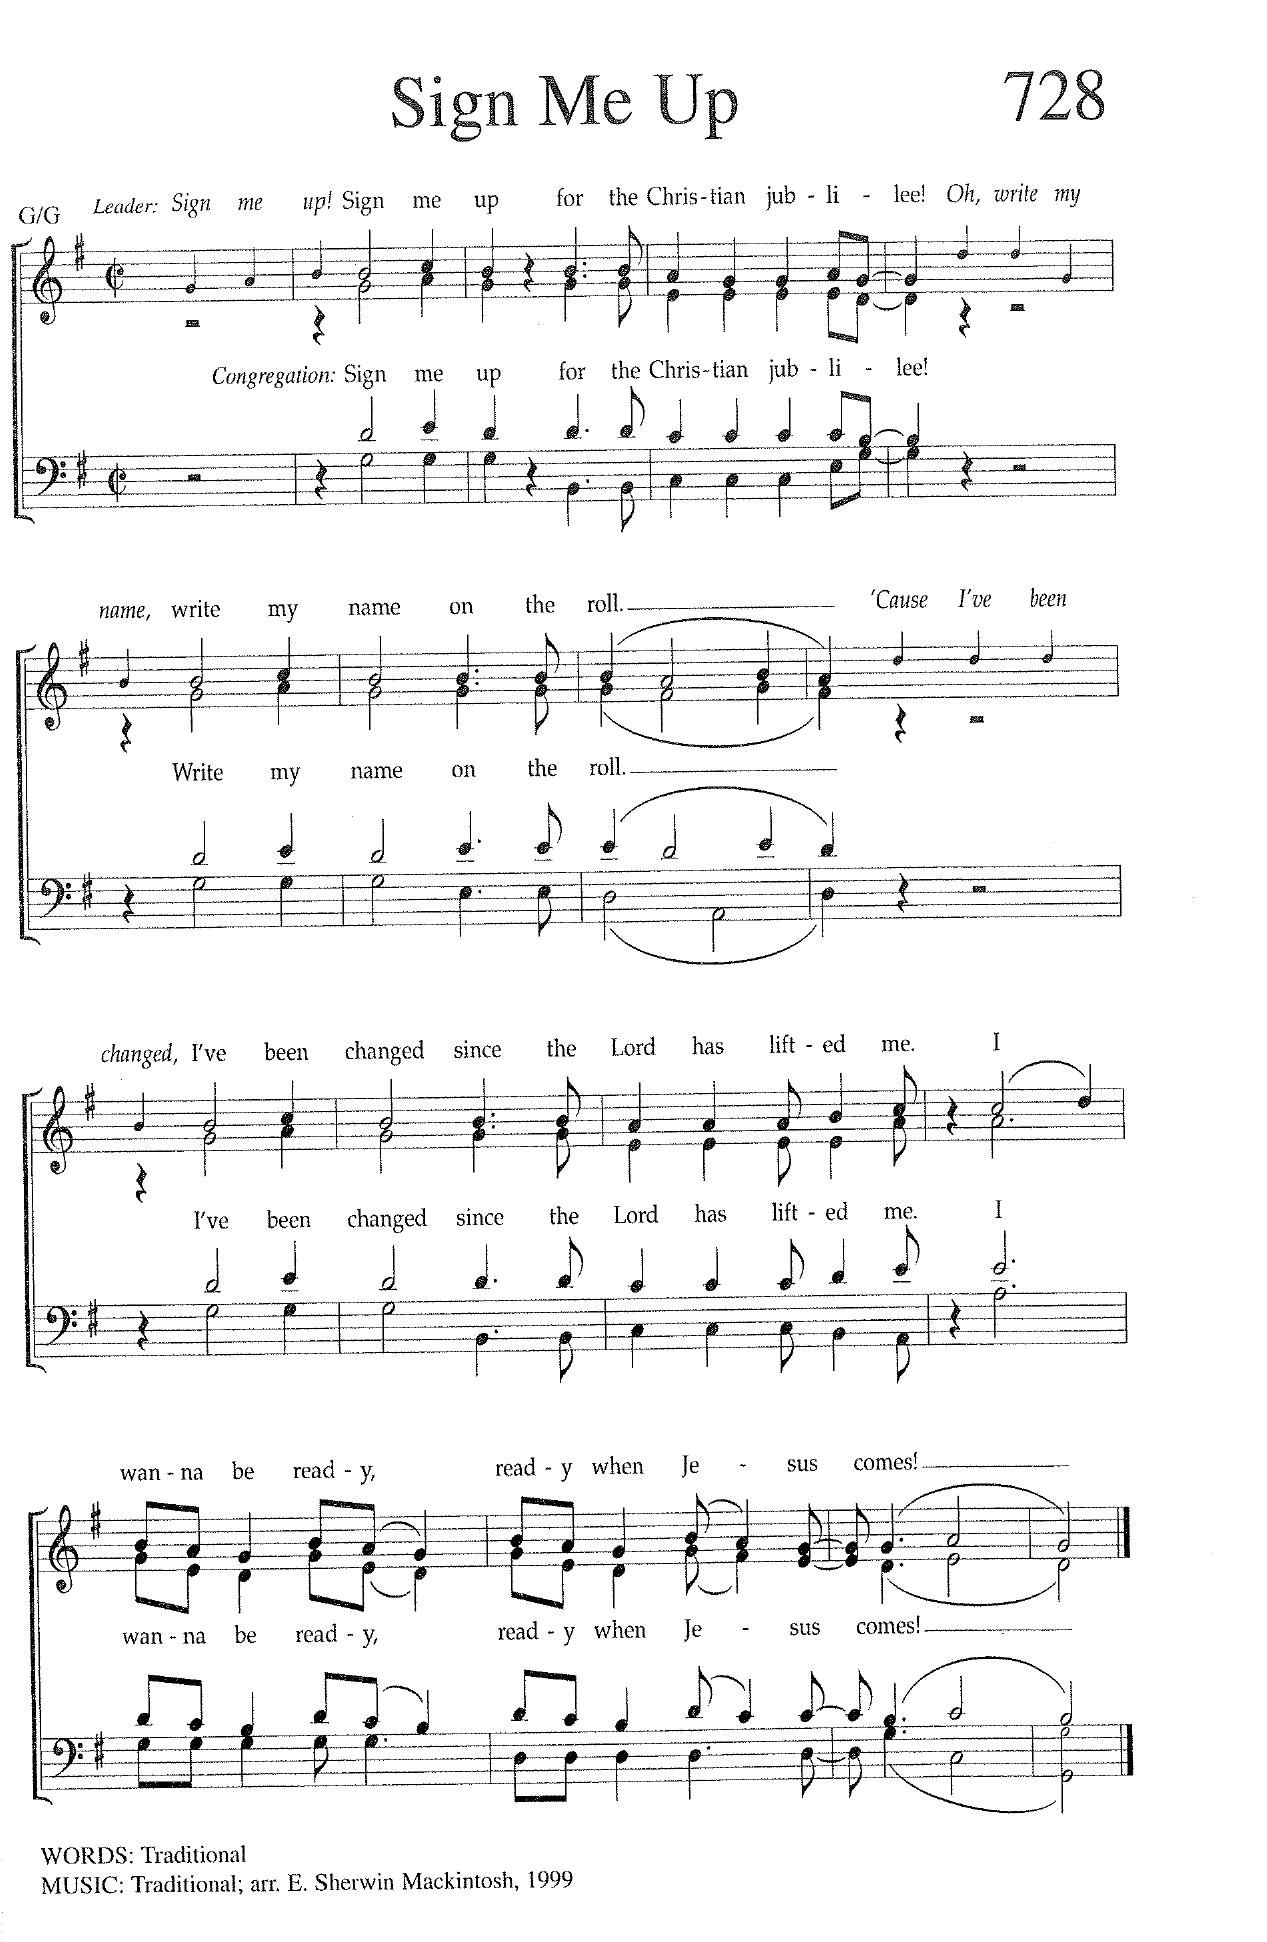 Sign Me Up 728
G/G Leader: Sign me up! Sign me up for the Chris-tian jub - li - lee! Oh, write my
Congregation: Sign me up for the Chris-tian jub - li - lee!
name, write my name on the roll. 'Cause I've been
Write my name on the roll.
changed, I've been changed since the Lord has lift - ed me. I
I've been changed since the Lord has lift - ed me. I
wan - na be read - y, read - y when Je - sus comes!
wan - na be read - y, read - y when Je - sus comes!
WORDS: Traditional
MUSIC: Traditional; arr. E. Sherwin Mackintosh, 1999